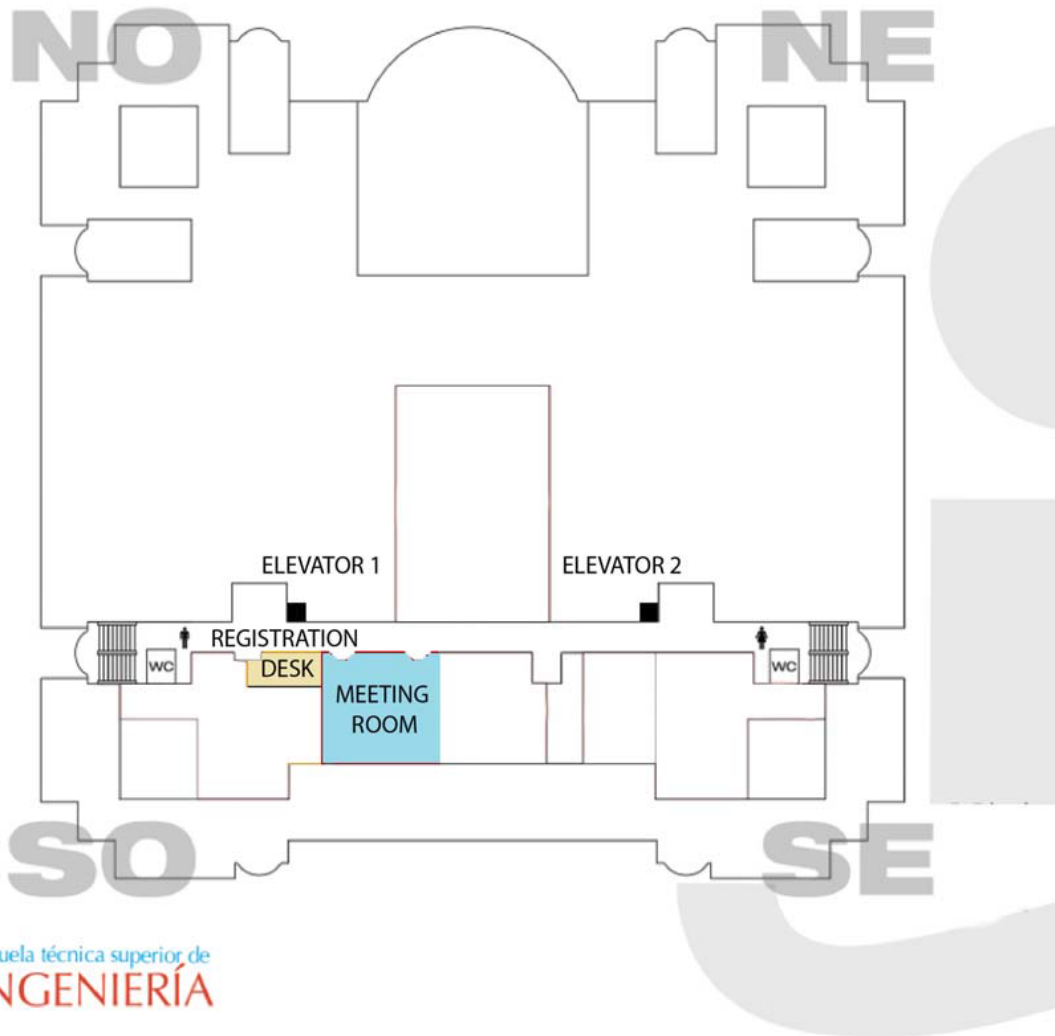 NO
NE
ELEVATOR 1
ELEVATOR 2
REGISTRATION
DESK
WC
WC
MEETING
ROOM
SO
SE
uela técnica superior de
NGENIERÍA